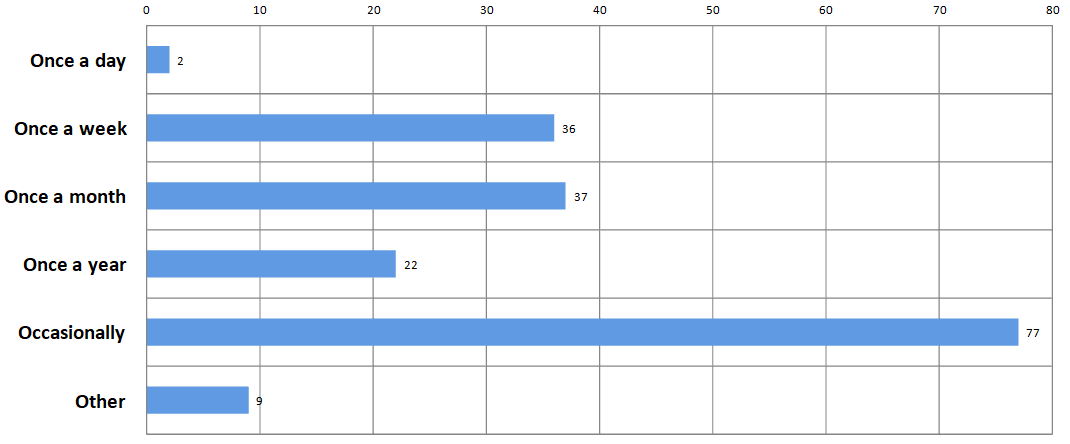 0 10 20 30 40 50 60 70 80
Once a day 2
Once a week 36
Once a month 37
Once a year 22
Occasionally 77
Other 9